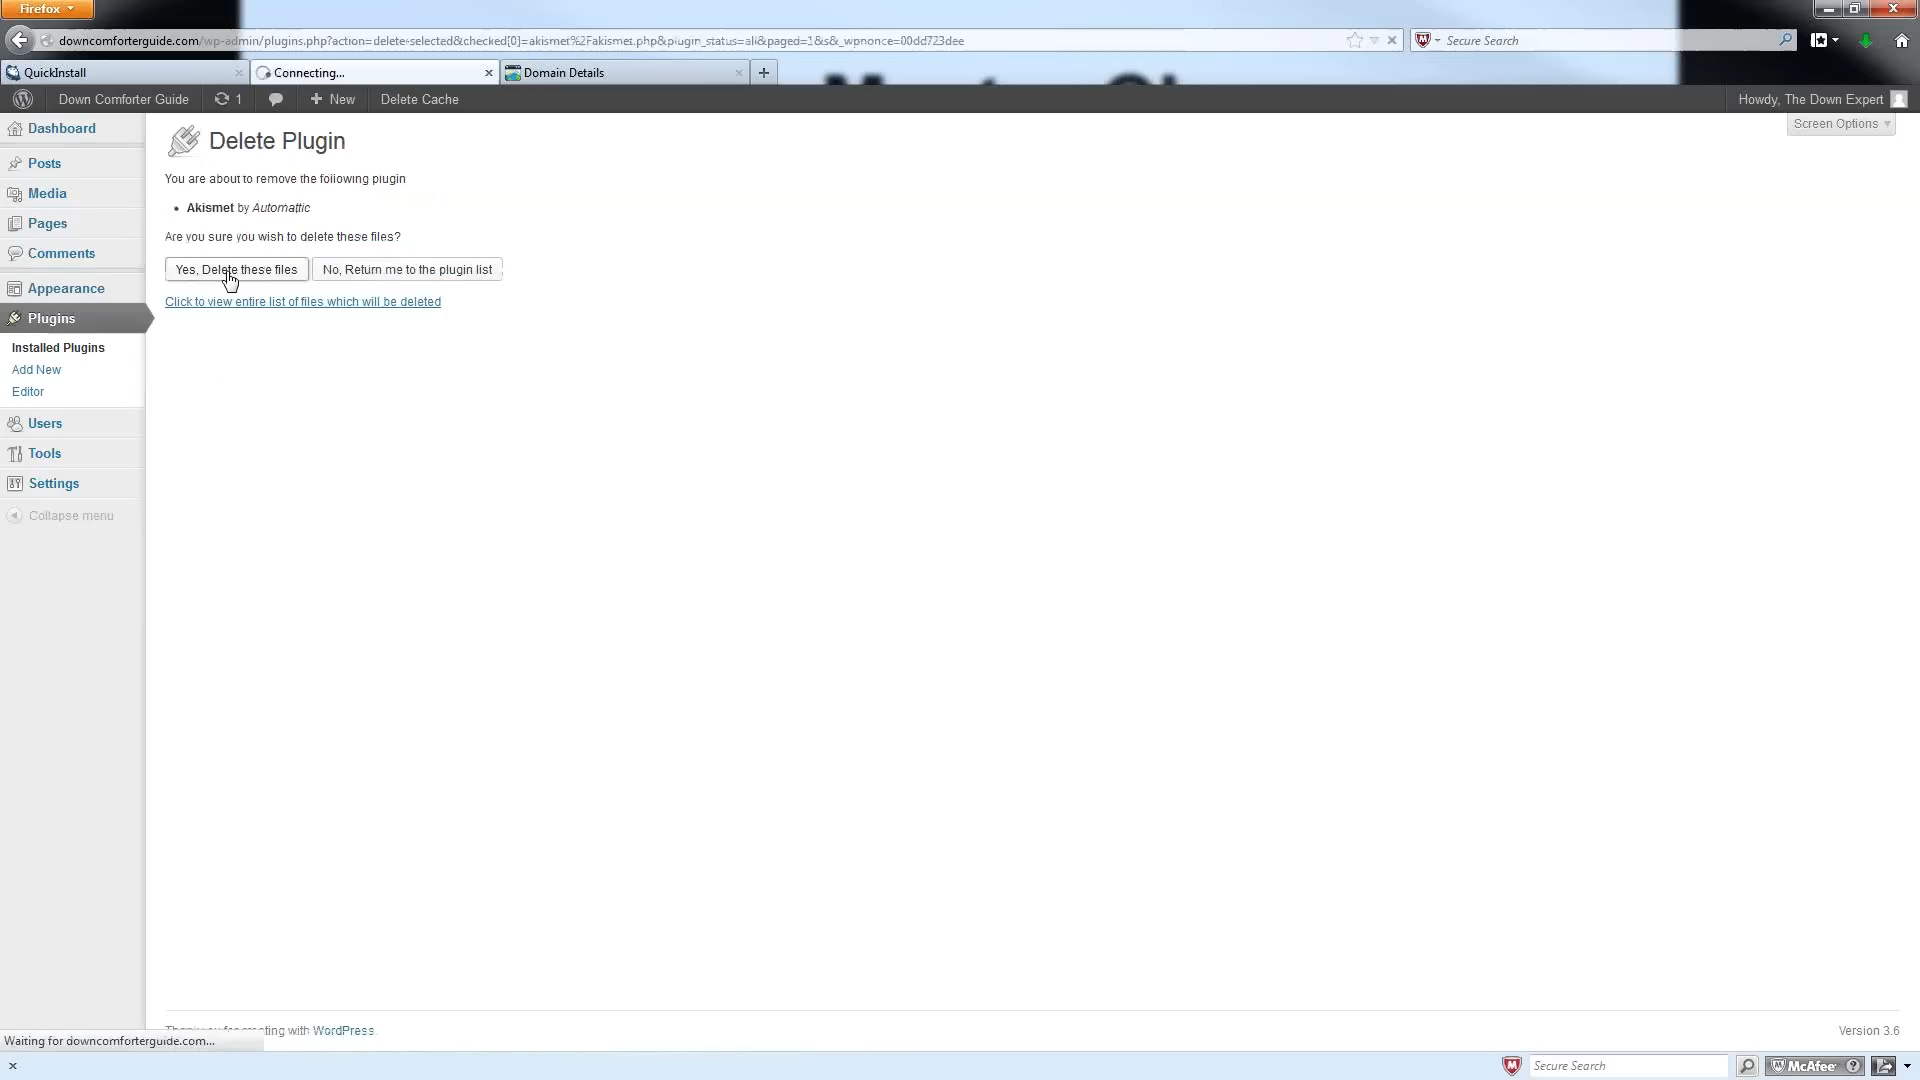 Firefox
downcomforterguide.com/wp-admin/plugins.php?action=delete-selected&checked[0]=akismet%2Fakismet.php&plugin_status=all&paged=1&s&_wpnonce=00dd723dee
Secure Search
QuickInstall
Connecting...
Domain Details
Down Comforter Guide
1
New
Delete Cache
Howdy, The Down Expert
Screen Options
Dashboard
Posts
Media
Pages
Comments
Appearance
Plugins
Installed Plugins
Add New
Editor
Users
Tools
Settings
Collapse menu
Delete Plugin
You are about to remove the following plugin
• Akismet by Automattic
Are you sure you wish to delete these files?
Yes, Delete these files
No, Return me to the plugin list
Click to view entire list of files which will be deleted
with WordPress.
Version 3.6
Waiting for downcomforterguide.com...
Secure Search
McAfee